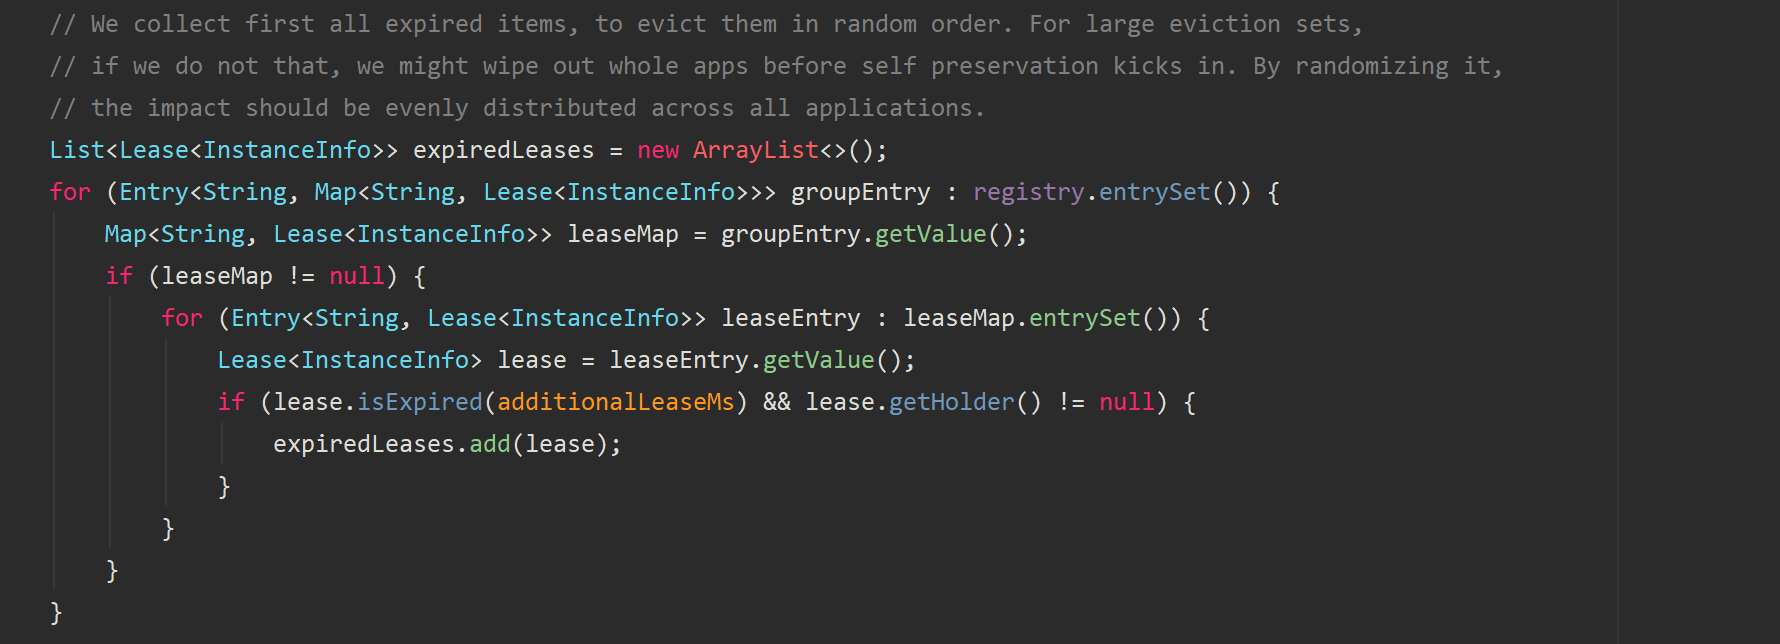 // We collect first all expired items, to evict them in random order. For large eviction sets,
// if we do not that, we might wipe out whole apps before self preservation kicks in. By randomizing it,
// the impact should be evenly distributed across all applications.
List<Lease<InstanceInfo>> expiredLeases = new ArrayList<>();
for (Entry<String, Map<String, Lease<InstanceInfo>>> groupEntry : registry.entrySet()) {
    Map<String, Lease<InstanceInfo>> leaseMap = groupEntry.getValue();
    if (leaseMap != null) {
        for (Entry<String, Lease<InstanceInfo>> leaseEntry : leaseMap.entrySet()) {
            Lease<InstanceInfo> lease = leaseEntry.getValue();
            if (lease.isExpired(additionalLeaseMs) && lease.getHolder() != null) {
                expiredLeases.add(lease);
            }
        }
    }
}